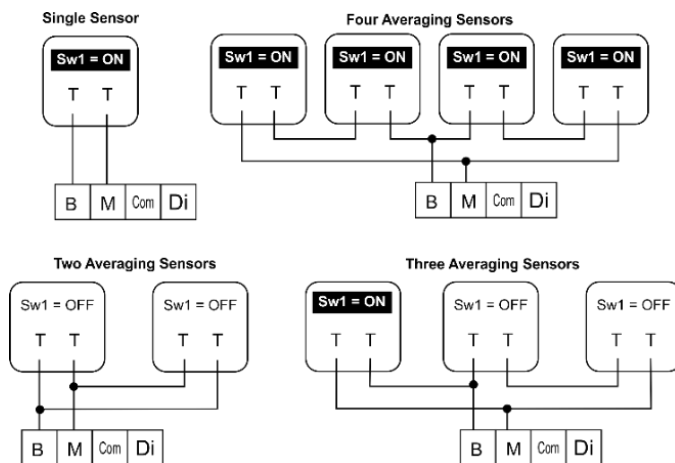 Single Sensor
Sw1 = ON
T T
B M Com Di
Four Averaging Sensors
Sw1 = ON Sw1 = ON Sw1 = ON Sw1 = ON
T T T T T T T T
B M Com Di
Two Averaging Sensors
Sw1 = OFF Sw1 = OFF
T T T T
B M Com Di
Three Averaging Sensors
Sw1 = ON Sw1 = OFF Sw1 = OFF
T T T T T T
B M Com Di